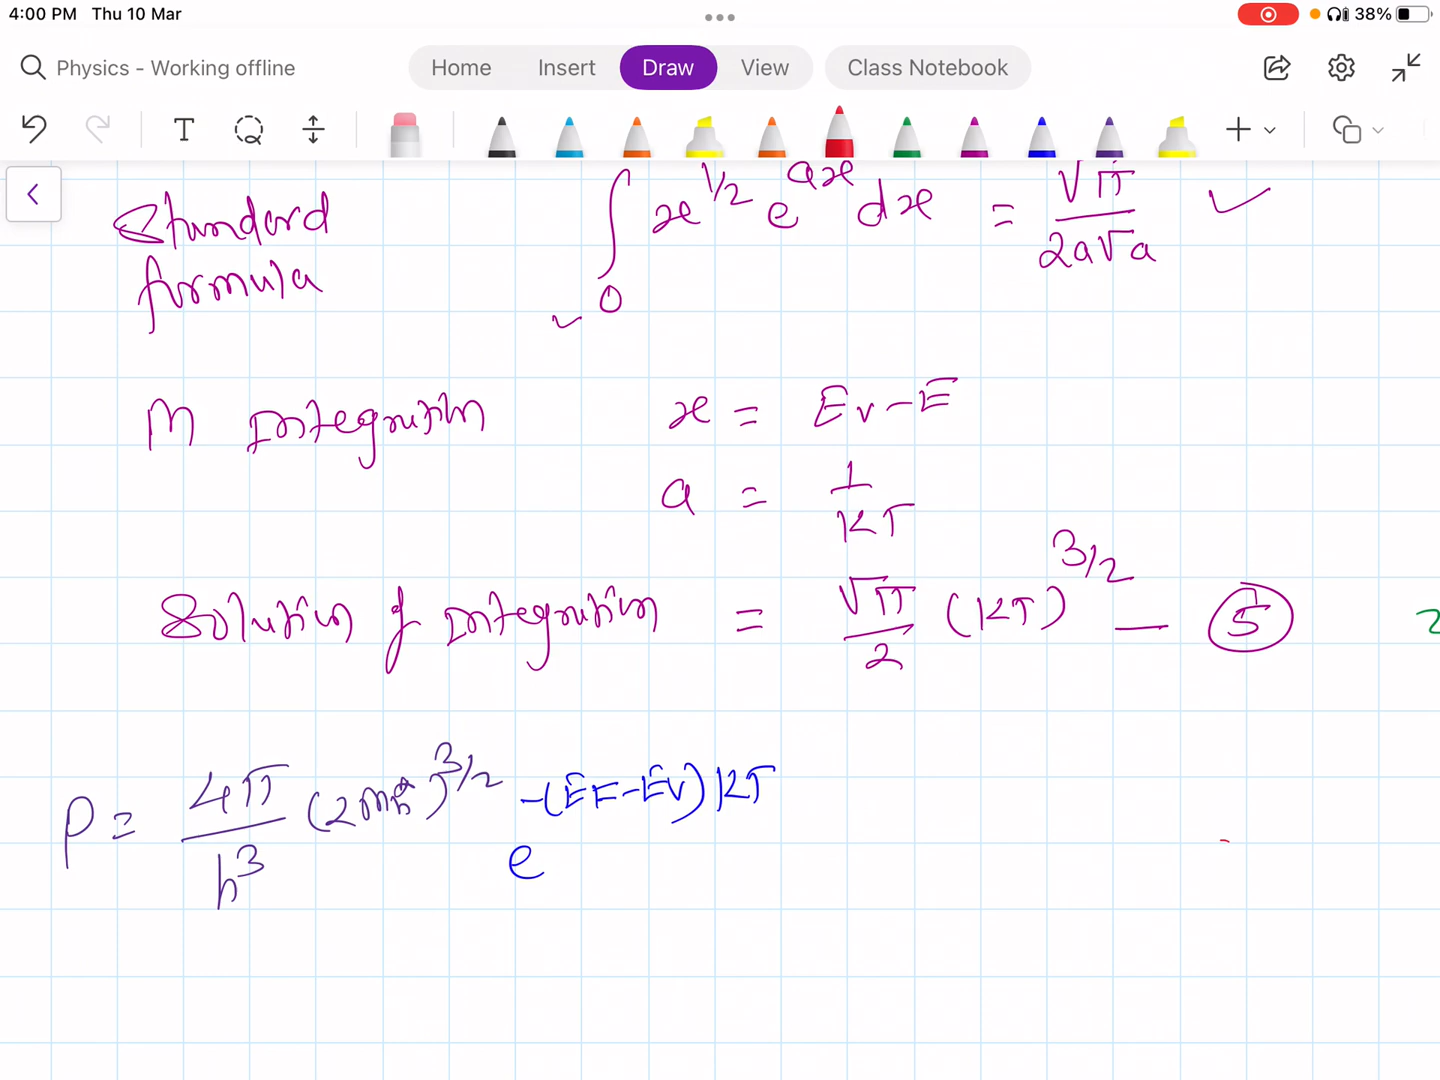 4:00 PM Thu 10 Mar 38%
Physics - Working offline Home Insert Draw View Class Notebook
T
Standard formula ∫₀ x^1/2 e^ax dx = √π / 2a√a ✓
✓
In Integration x = Ev - E
a = 1 / KT
Solution of Integration = √π / 2 (KT)^3/2 — ⑤
2
P = 4π / h³ (2m*h)^3/2 e^-(EF-Ev) KT